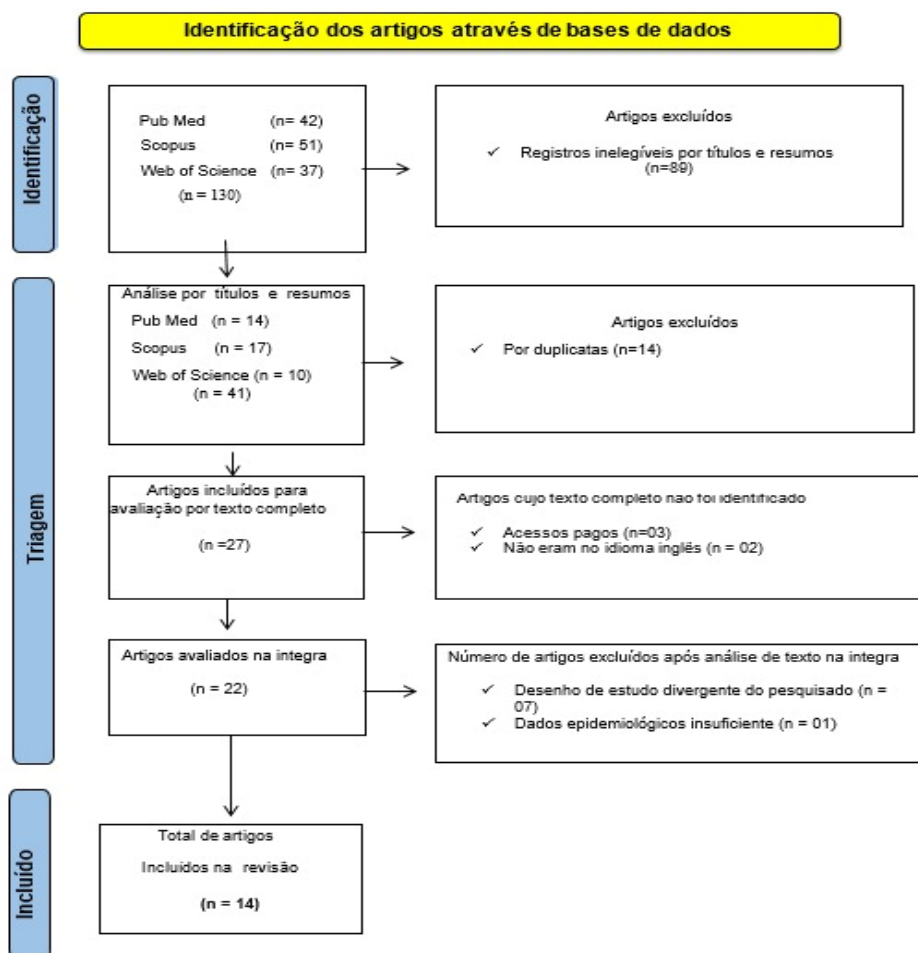 Identificação dos artigos através de bases de dados
Identificação
Pub Med (n= 42)
Scopus (n= 51)
Web of Science (n= 37)
(n = 130)
Artigos excluídos
✓ Registros inelegíveis por títulos e resumos
(n=89)
Triagem
Análise por títulos e resumos
Pub Med (n = 14)
Scopus (n = 17)
Web of Science (n = 10)
(n = 41)
Artigos excluídos
✓ Por duplicatas (n=14)
Artigos incluídos para
avaliação por texto completo
(n =27)
Artigos cujo texto completo não foi identificado
✓ Acessos pagos (n=03)
✓ Não eram no idioma inglês (n = 02)
Artigos avaliados na integra
(n = 22)
Número de artigos excluídos após análise de texto na integra
✓ Desenho de estudo divergente do pesquisado (n =
07)
✓ Dados epidemiológicos insuficiente (n = 01)
Incluído
Total de artigos
Incluidos na revisão
(n = 14)